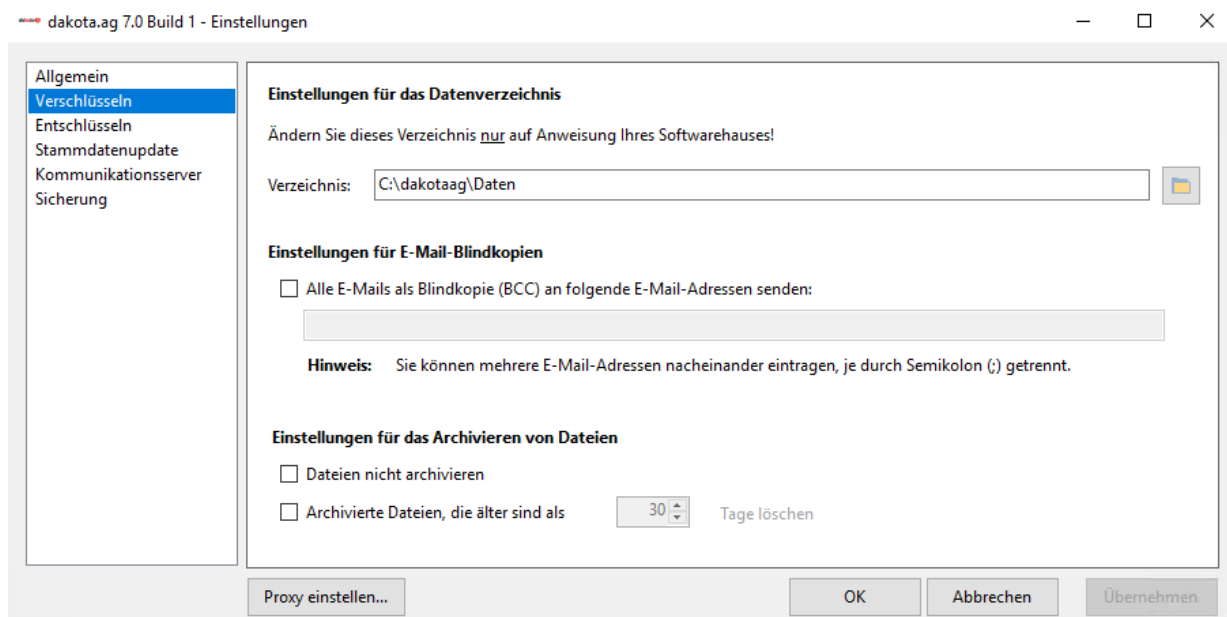 dakota.ag 7.0 Build 1 - Einstellungen
Allgemein
Verschlüsseln
Entschlüsseln
Stammdatenupdate
Kommunikationsserver
Sicherung
Einstellungen für das Datenverzeichnis
Ändern Sie dieses Verzeichnis nur auf Anweisung Ihres Softwarehauses!
Verzeichnis: C:\dakotaag\Daten
Einstellungen für E-Mail-Blindkopien
Alle E-Mails als Blindkopie (BCC) an folgende E-Mail-Adressen senden:
Hinweis: Sie können mehrere E-Mail-Adressen nacheinander eintragen, je durch Semikolon (;) getrennt.
Einstellungen für das Archivieren von Dateien
Dateien nicht archivieren
Archivierte Dateien, die älter sind als 30 Tage löschen
Proxy einstellen... OK Abbrechen Übernehmen